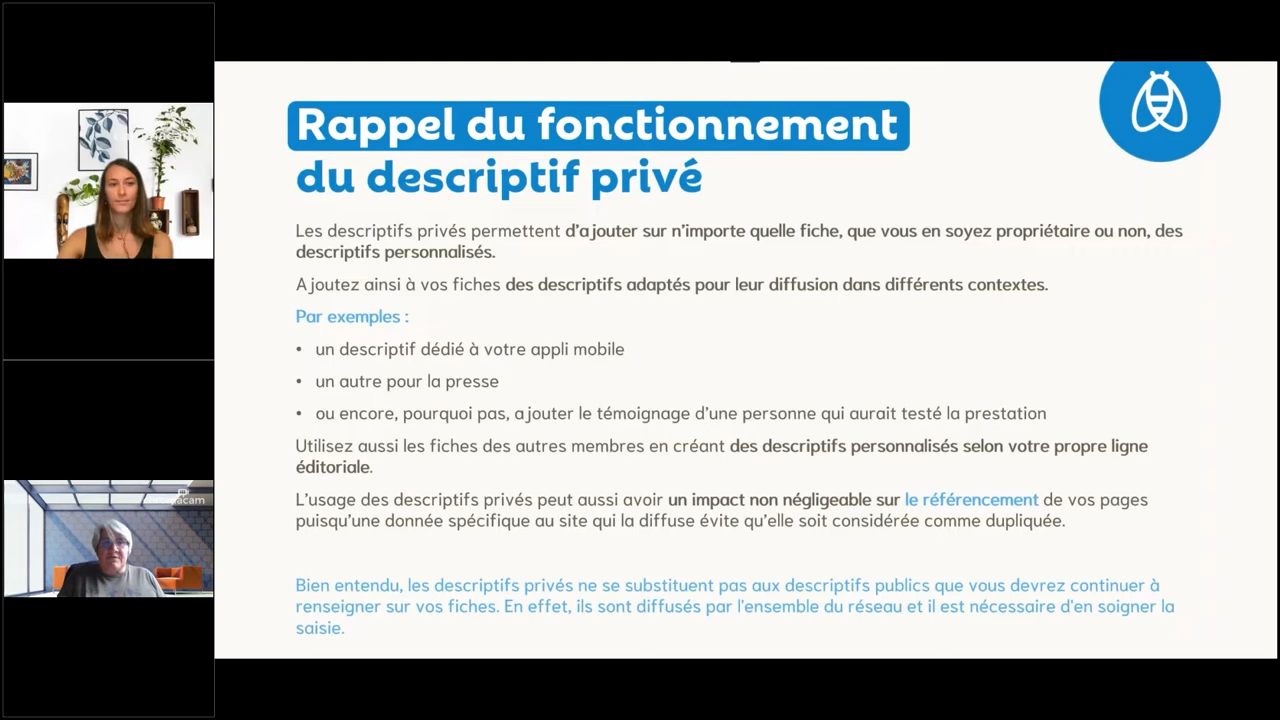 Rappel du fonctionnement
du descriptif privé
Les descriptifs privés permettent d'ajouter sur n'importe quelle fiche, que vous en soyez propriétaire ou non, des
descriptifs personnalisés.
Ajoutez ainsi à vos fiches des descriptifs adaptés pour leur diffusion dans différents contextes.
Par exemples :
• un descriptif dédié à votre appli mobile
• un autre pour la presse
• ou encore, pourquoi pas, ajouter le témoignage d'une personne qui aurait testé la prestation
Utilisez aussi les fiches des autres membres en créant des descriptifs personnalisés selon votre propre ligne
éditoriale.
L'usage des descriptifs privés peut aussi avoir un impact non négligeable sur le référencement de vos pages
puisqu'une donnée spécifique au site qui la diffuse évite qu'elle soit considérée comme dupliquée.
Bien entendu, les descriptifs privés ne se substituent pas aux descriptifs publics que vous devrez continuer à
renseigner sur vos fiches. En effet, ils sont diffusés par l'ensemble du réseau et il est nécessaire d'en soigner la
saisie.